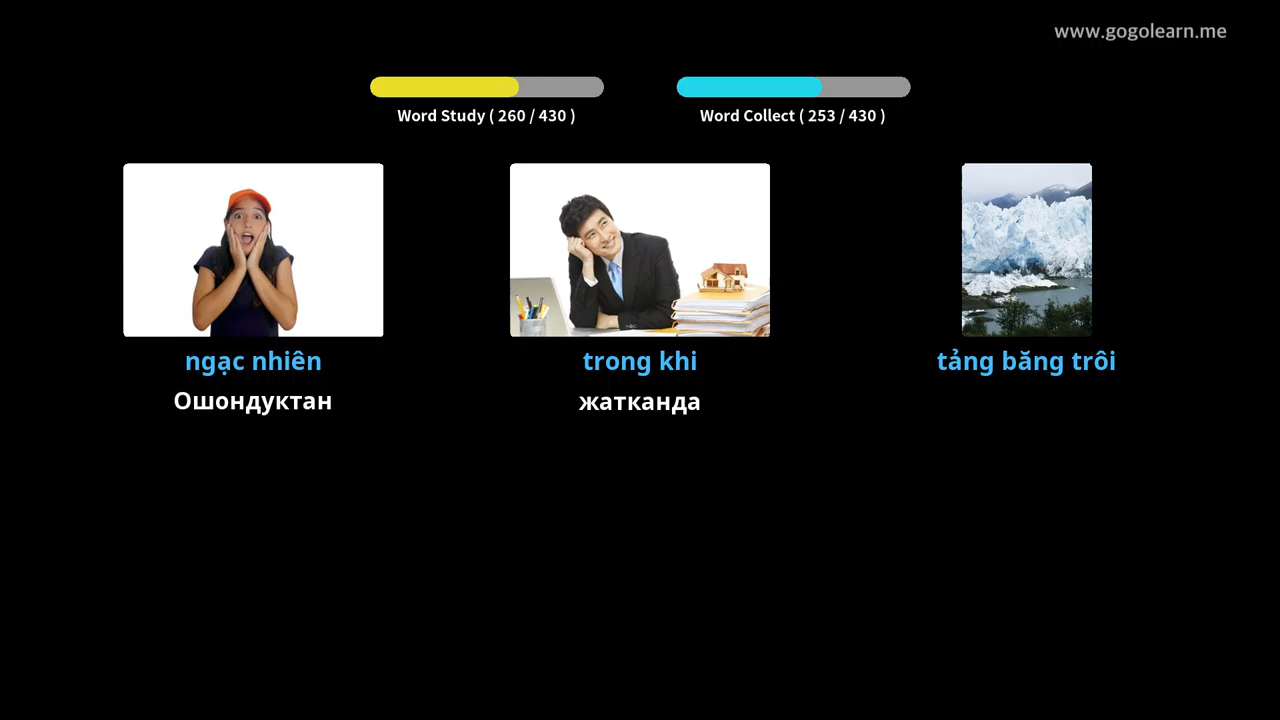 www.gogolearn.me
Word Study ( 260 / 430 )
Word Collect ( 253 / 430 )
ngạc nhiên
trong khi
tảng băng trôi
Ошондуктан
жатканда